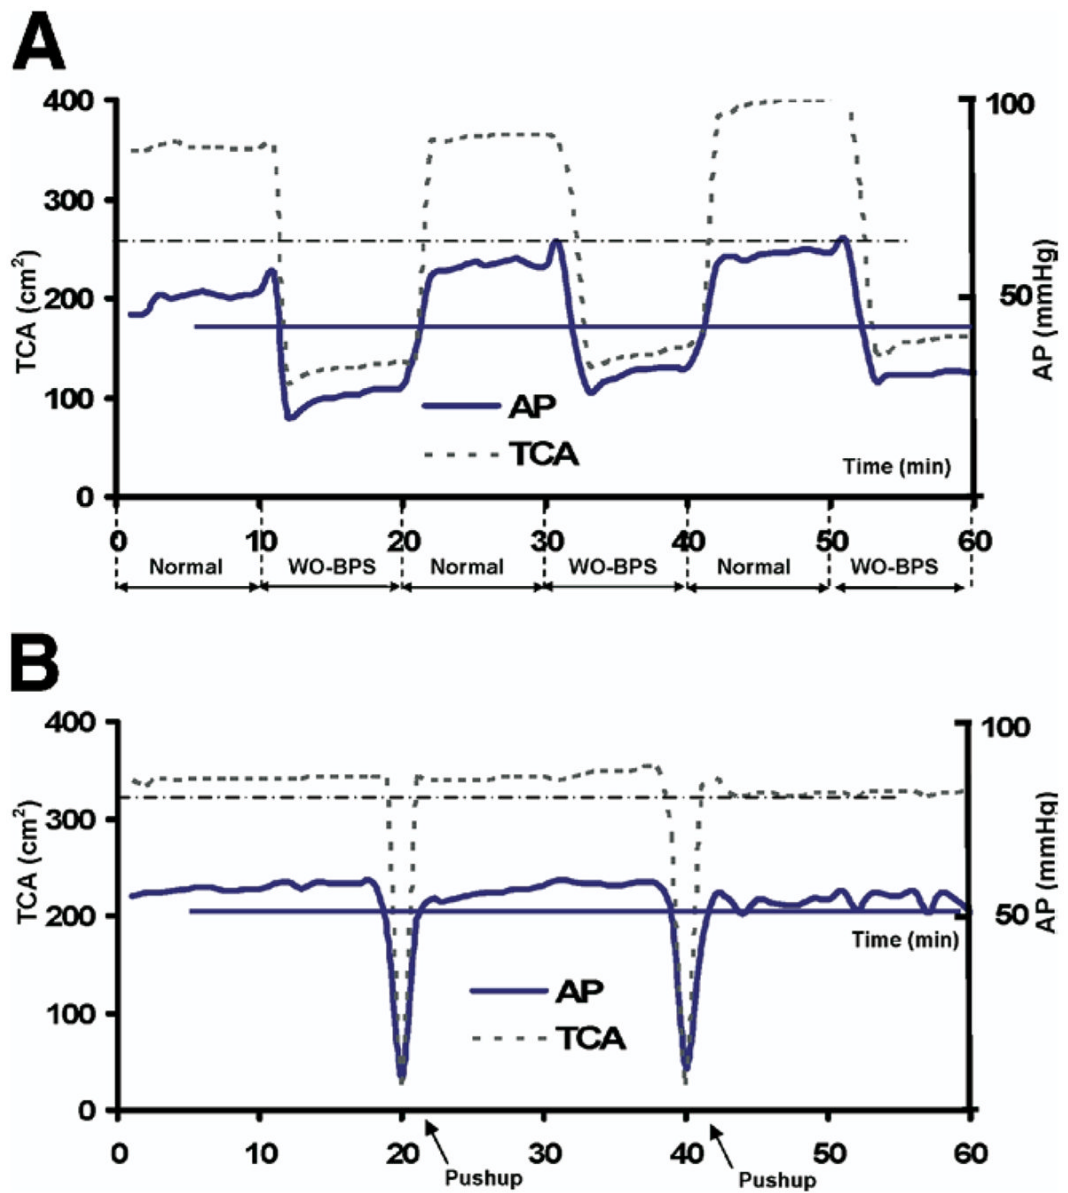 A
400
300
200
100
0
TCA (cm²)
100
50
AP (mmHg)
AP
TCA
Time (min)
0 10 20 30 40 50 60
Normal WO-BPS Normal WO-BPS Normal WO-BPS
B
400
300
200
100
0
TCA (cm²)
100
50
AP (mmHg)
Time (min)
AP
TCA
0 10 20 30 40 50 60
Pushup Pushup